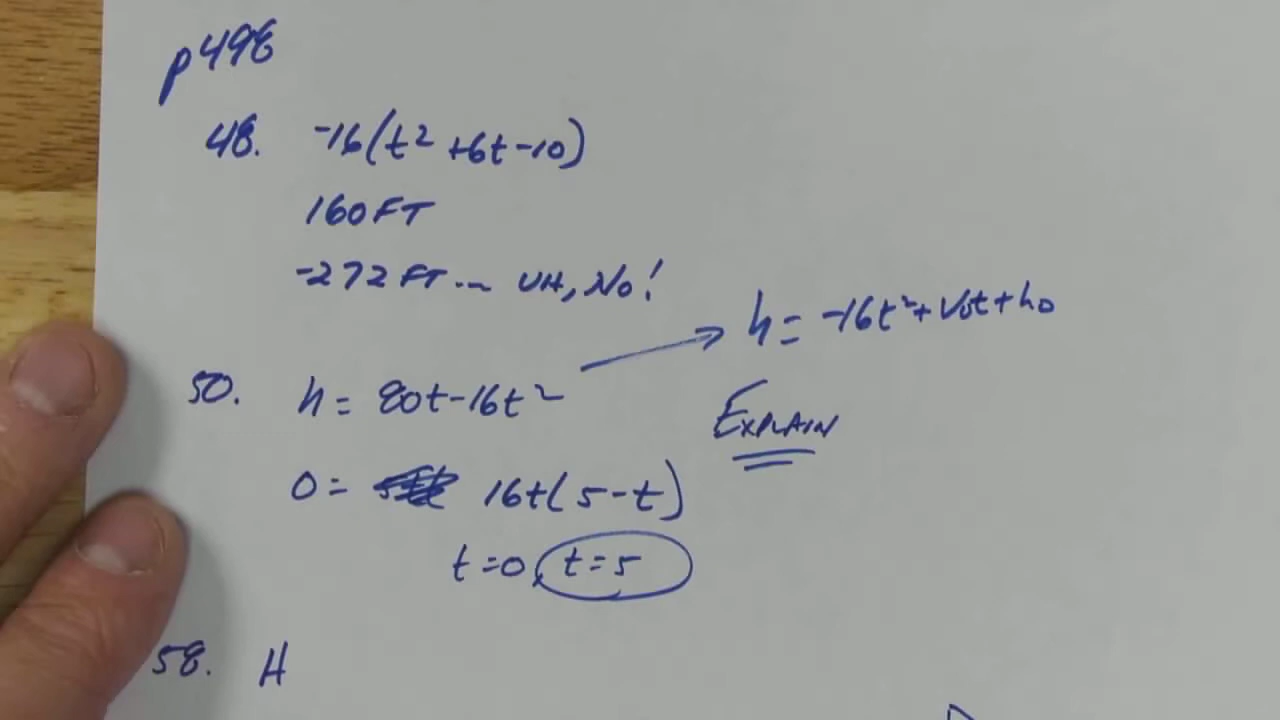 p498
48. -16(t² +6t-10)
160 FT
-272 FT... UH, No!
h = -16t²+V₀t+h₀
50. h = 80t-16t²
EXPLAIN
0 = 16t(5-t)
t=0, t=5
58. H